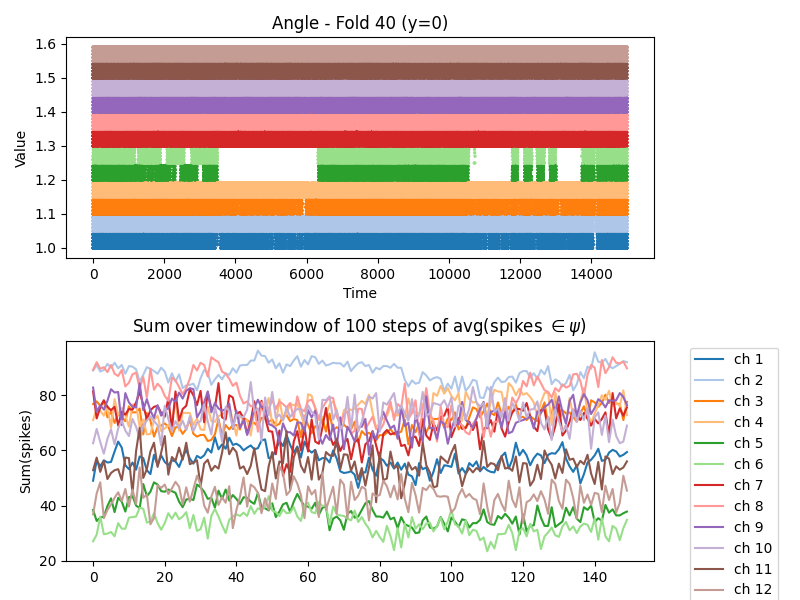 Angle - Fold 40 (y=0)
Value
1.6
1.5
1.4
1.3
1.2
1.1
1.0
0 2000 4000 6000 8000 10000 12000 14000
Time
Sum over timewindow of 100 steps of avg(spikes ∈ ψ)
Sum(spikes)
80
60
40
20
0 20 40 60 80 100 120 140
ch 1
ch 2
ch 3
ch 4
ch 5
ch 6
ch 7
ch 8
ch 9
ch 10
ch 11
ch 12